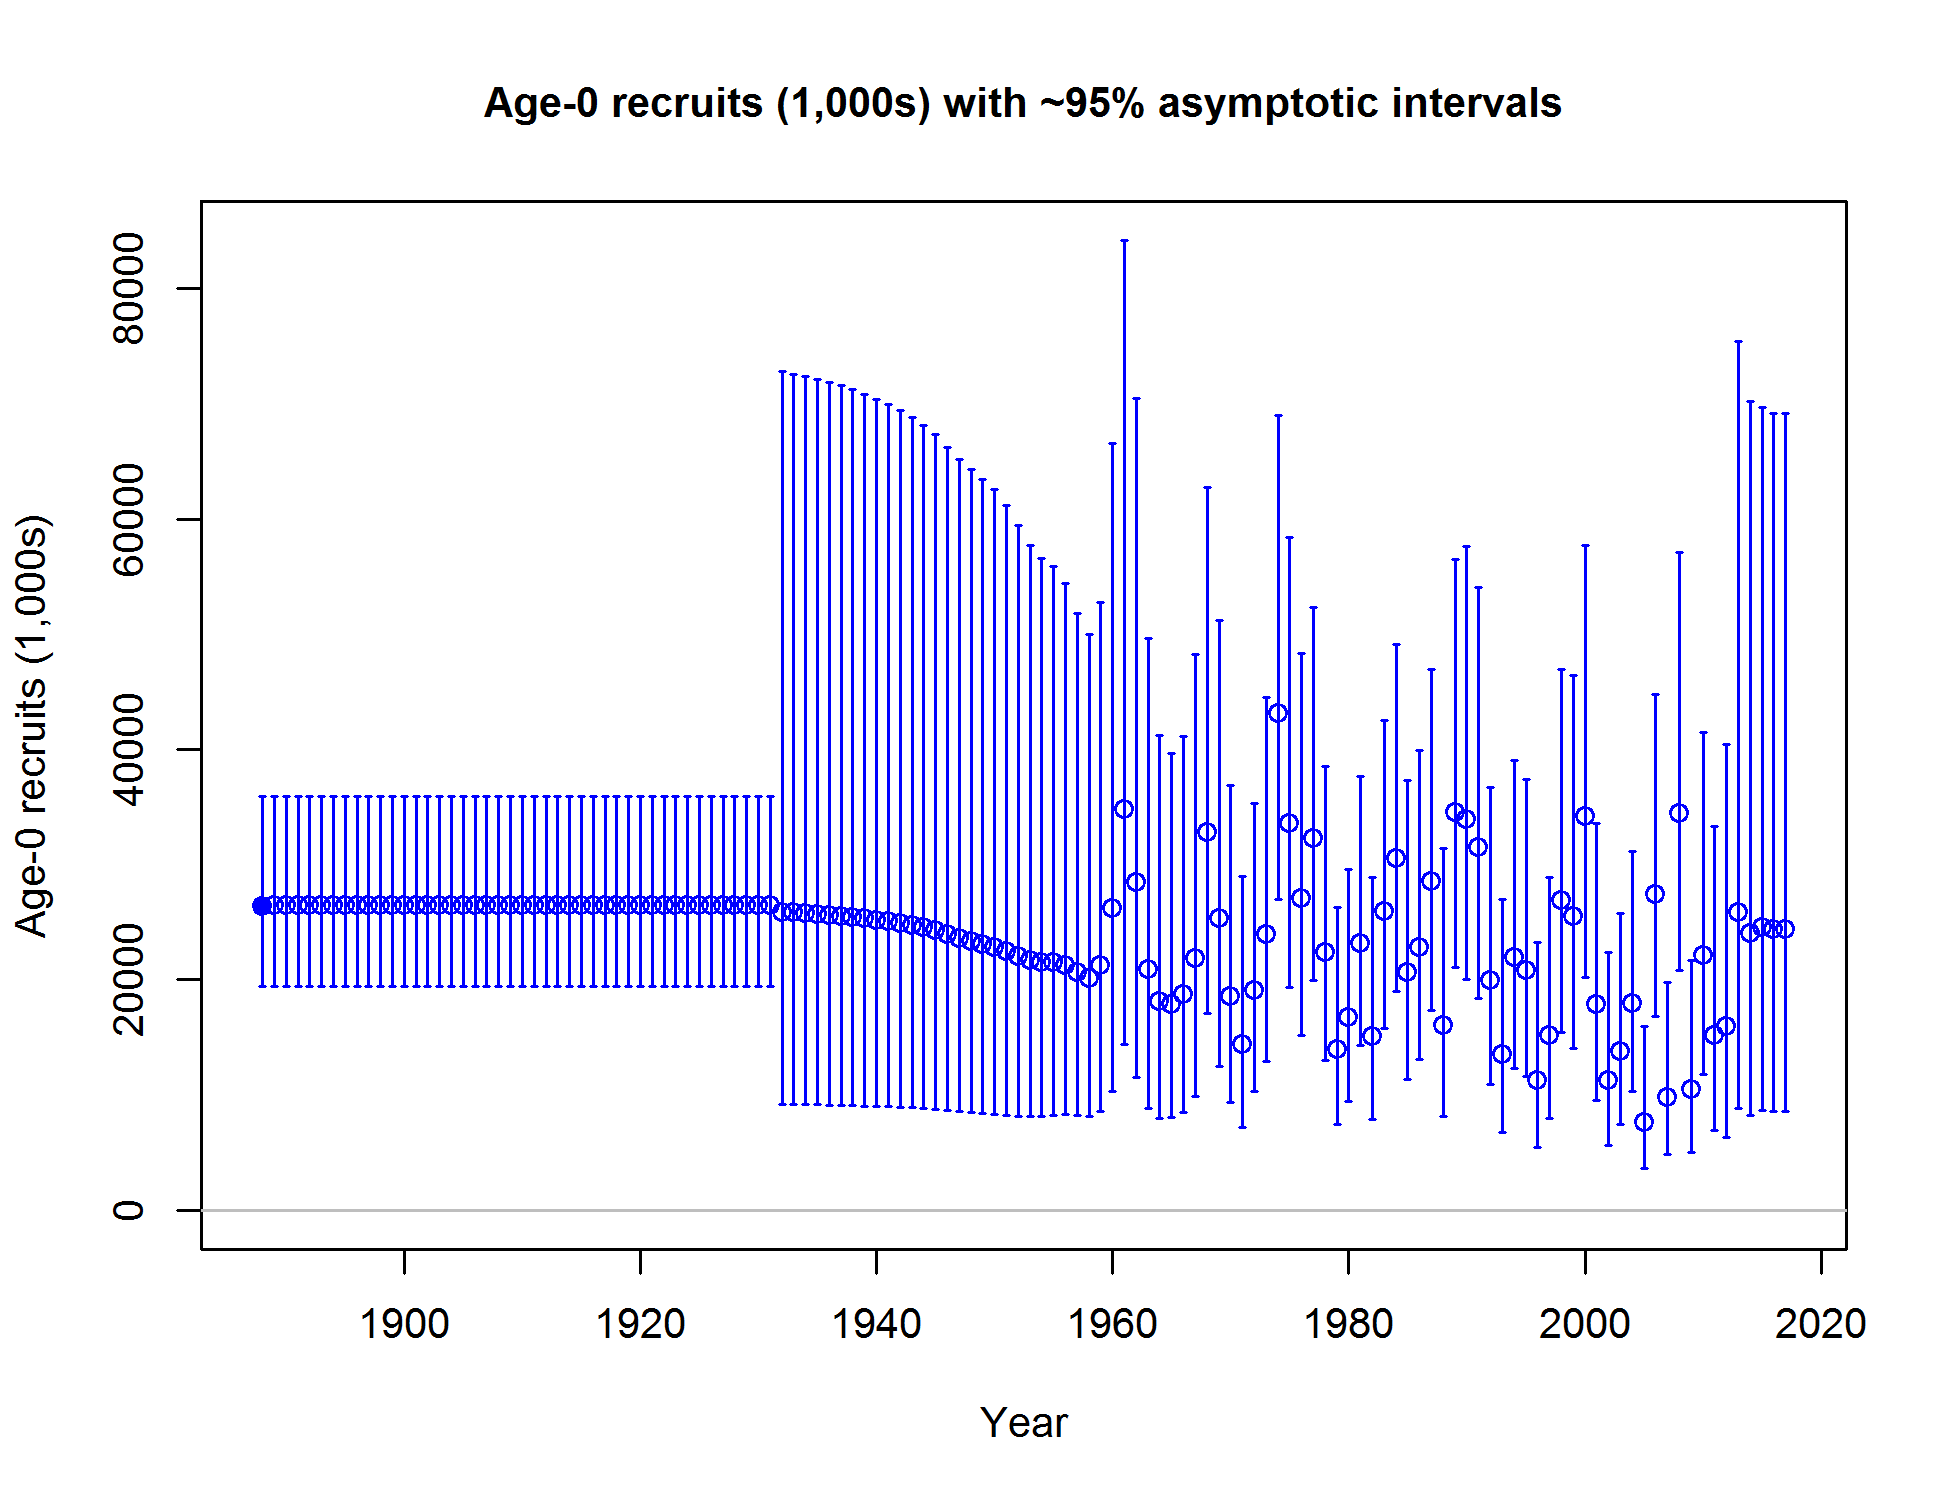 Age-0 recruits (1,000s) with ~95% asymptotic intervals
Age-0 recruits (1,000s)
80000
60000
40000
20000
0
1900 1920 1940 1960 1980 2000 2020
Year